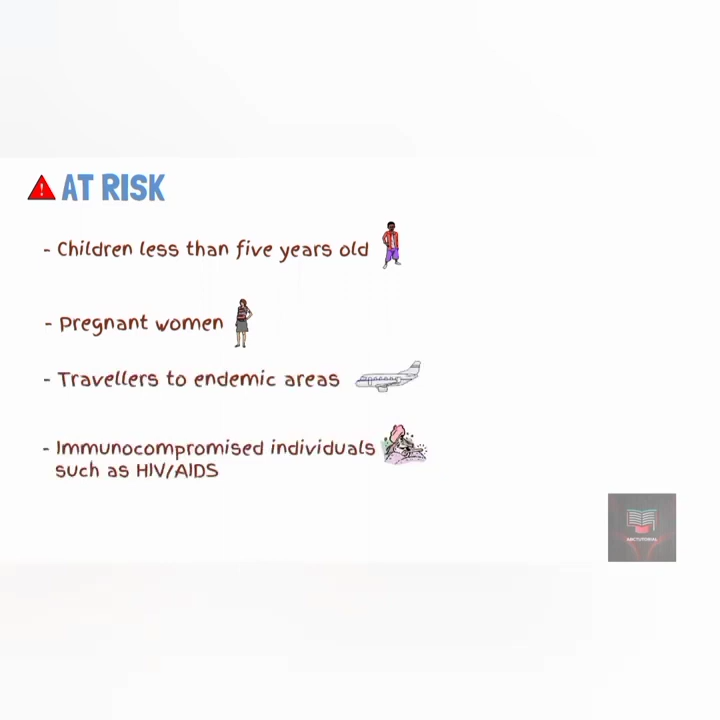 AT RISK
- Children less than five years old
- Pregnant women
- Travellers to endemic areas
- Immunocompromised individuals
such as HIV/AIDS
ABCTUTORIAL